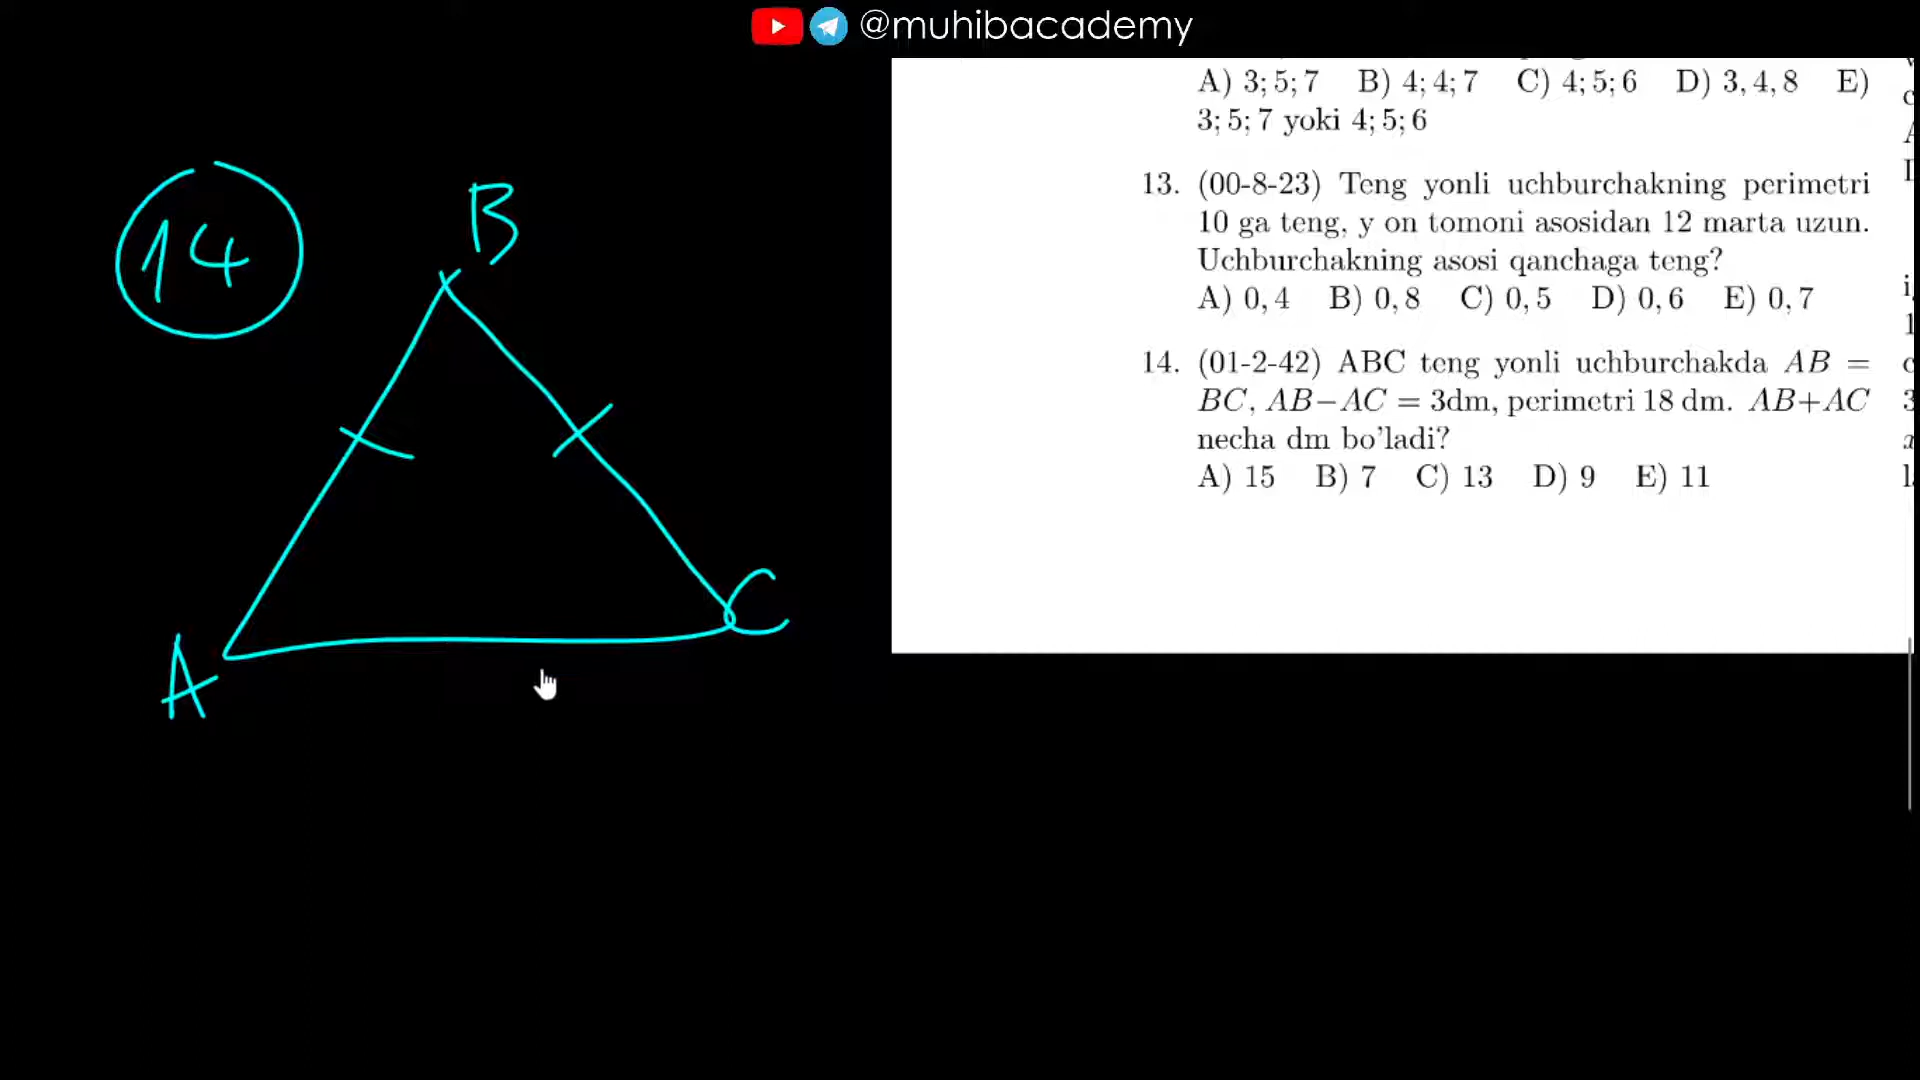 @muhibacademy
14
B
A
C
A) 3; 5; 7 B) 4; 4; 7 C) 4; 5; 6 D) 3, 4, 8 E)
3; 5; 7 yoki 4; 5; 6
13. (00-8-23) Teng yonli uchburchakning perimetri
10 ga teng, y on tomoni asosidan 12 marta uzun.
Uchburchakning asosi qanchaga teng?
A) 0, 4 B) 0, 8 C) 0, 5 D) 0, 6 E) 0, 7
14. (01-2-42) ABC teng yonli uchburchakda AB =
BC, AB−AC = 3dm, perimetri 18 dm. AB+AC
necha dm bo'ladi?
A) 15 B) 7 C) 13 D) 9 E) 11